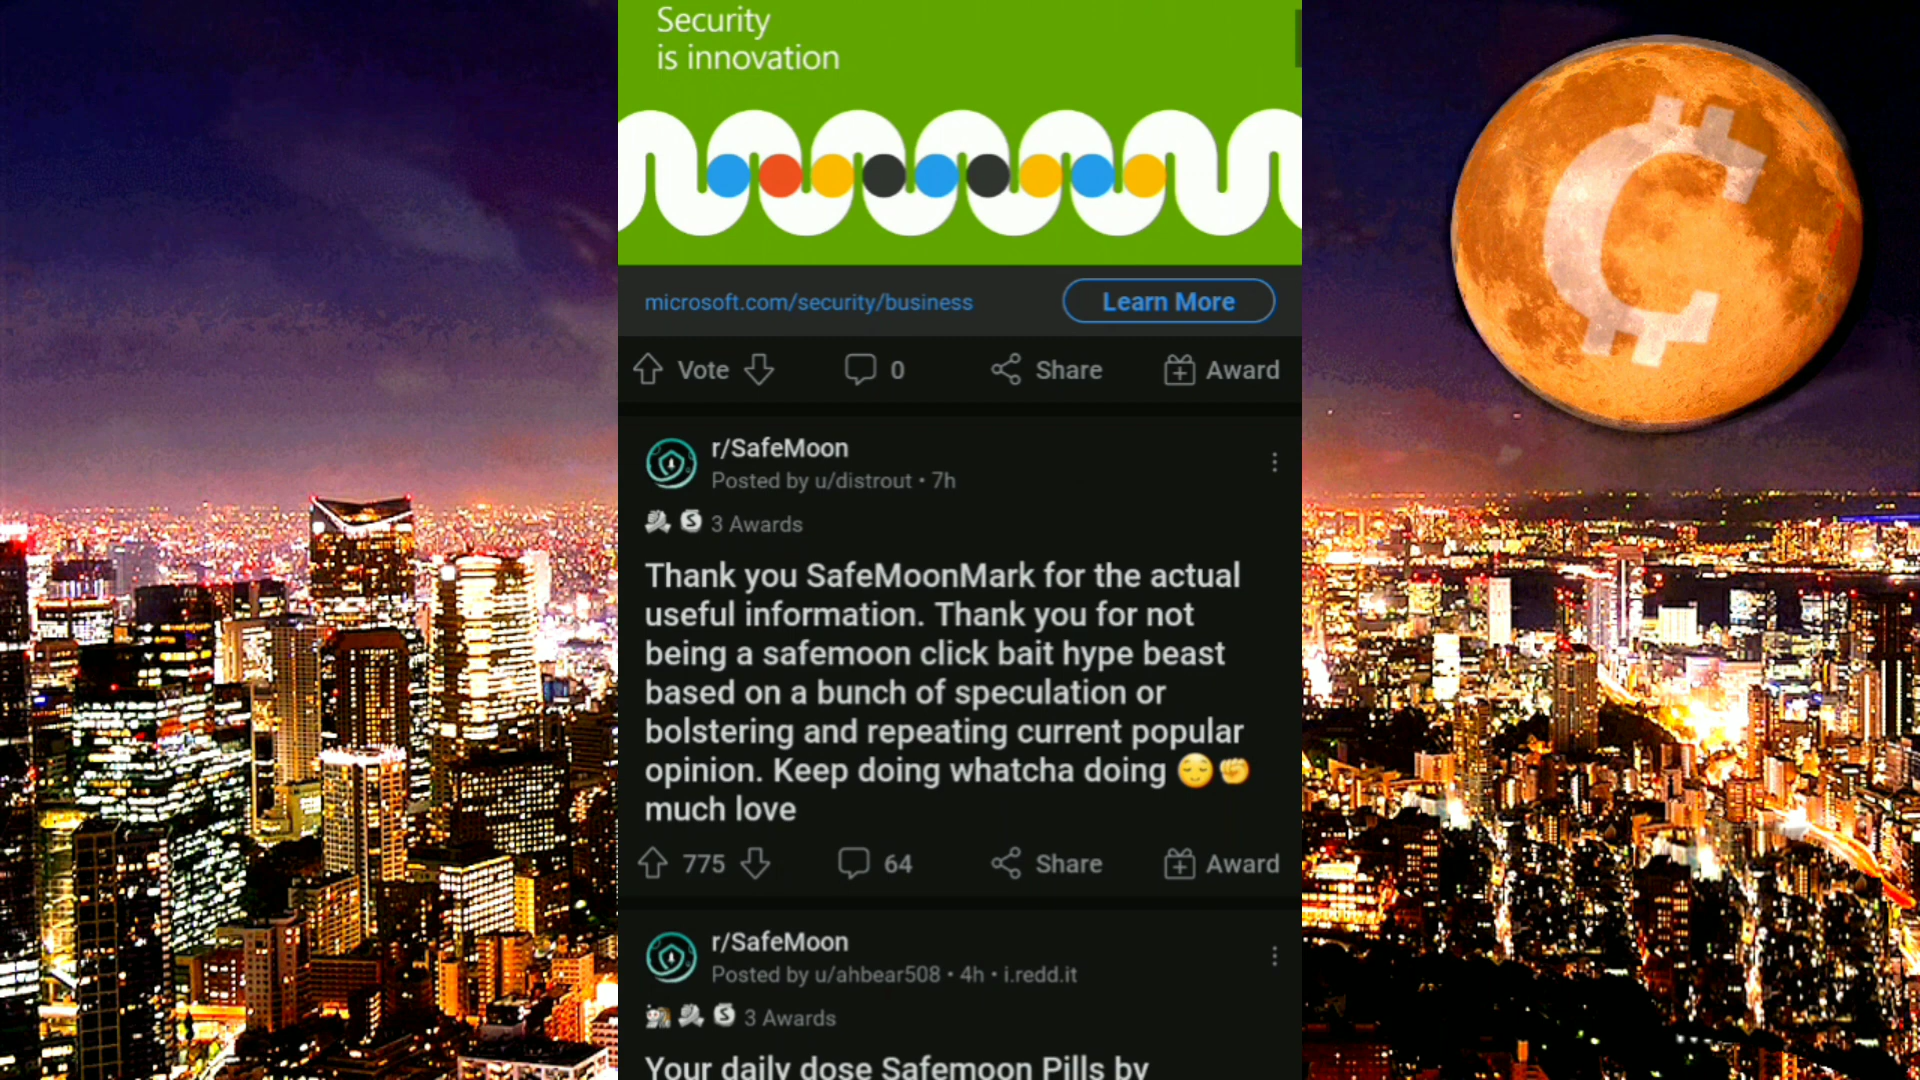 Security
is innovation
microsoft.com/security/business
Learn More
Vote
0
Share
Award
r/SafeMoon
Posted by u/distrout • 7h
3 Awards
Thank you SafeMoonMark for the actual
useful information. Thank you for not
being a safemoon click bait hype beast
based on a bunch of speculation or
bolstering and repeating current popular
opinion. Keep doing whatcha doing 😌✊
much love
775
64
Share
Award
r/SafeMoon
Posted by u/ahbear508 • 4h • i.redd.it
3 Awards
Your daily dose Safemoon Pills by